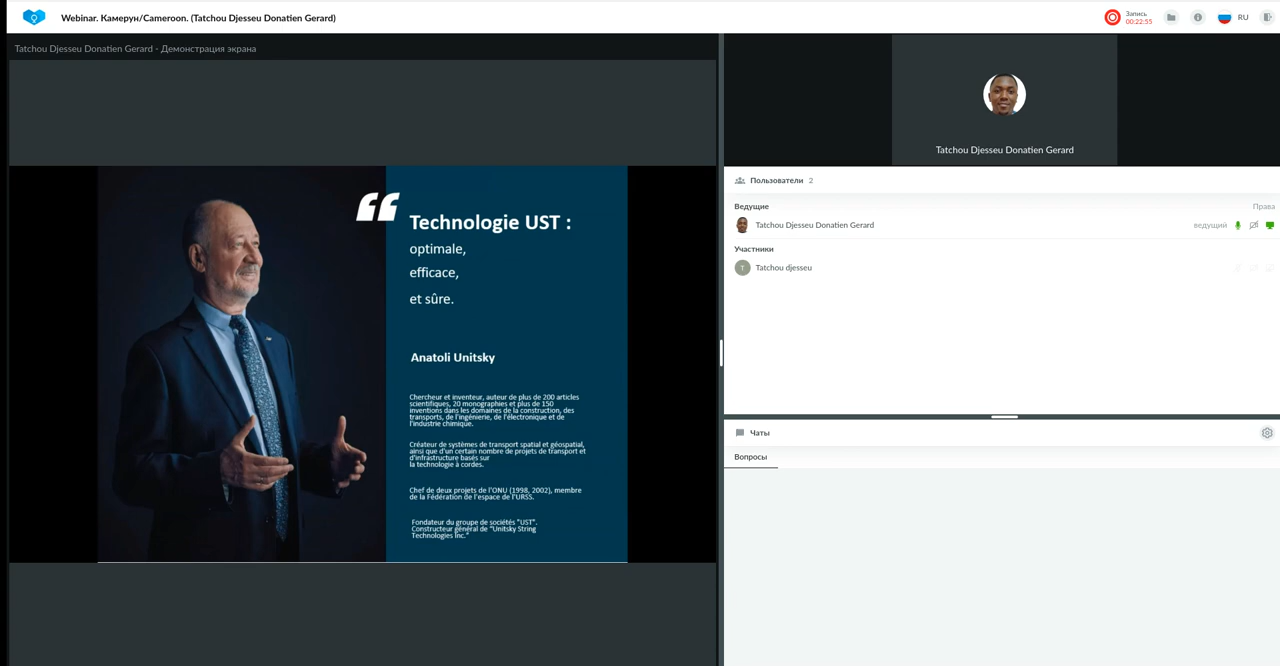 Webinar. Камерун/Cameroon. (Tatchou Djesseu Donatien Gerard)
Запись
00:22:55
RU
Tatchou Djesseu Donatien Gerard - Демонстрация экрана
“
Technologie UST :
optimale,
efficace,
et sûre.
Anatoli Unitsky
Chercheur et inventeur, auteur de plus de 200 articles
scientifiques, 20 monographies et plus de 150
inventions dans les domaines de la construction, des
transports, de l'ingénierie, de l'électronique et de
l'industrie chimique.
Créateur de systèmes de transport spatial et géospatial,
ainsi que d'un certain nombre de projets de transport et
d'infrastructure basés sur
la technologie à cordes.
Chef de deux projets de l'ONU (1998, 2002), membre
de la Fédération de l'espace de l'URSS.
Fondateur du groupe de sociétés "UST".
Constructeur général de "Unitsky String
Technologies Inc."
Tatchou Djesseu Donatien Gerard
Пользователи 2
Ведущие Права
Tatchou Djesseu Donatien Gerard ведущий
Участники
T Tatchou djesseu
Чаты
Вопросы